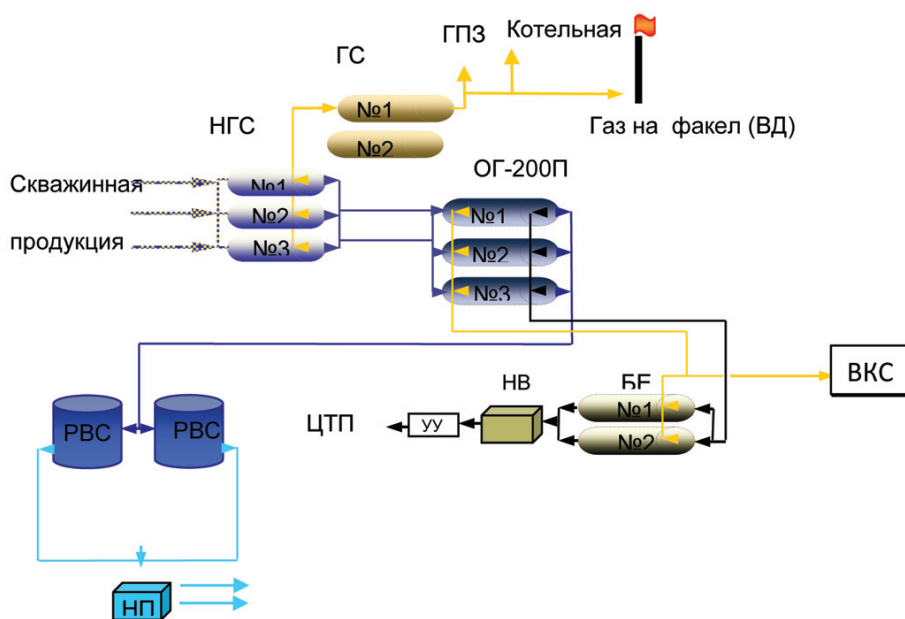 ГПЗ
Котельная
ГС
№1
Газ на факел (ВД)
НГС
№2
ОГ-200П
Скважинная
№1
№2
№1
продукция
№3
№2
№3
ВКС
НВ
БЕ
№1
РВС
РВС
ЦТП
УУ
№2
НП